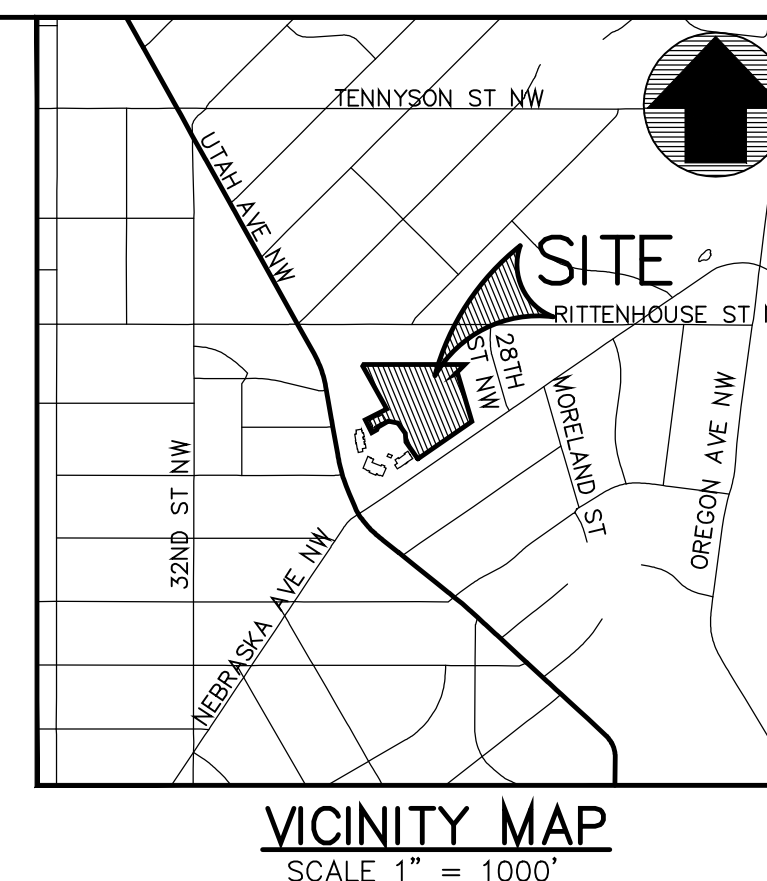 TENNYSON ST NW
UTAH AVE NW
SITE
RITTENHOUSE ST
28TH
ST NW
MORELAND ST
OREGON AVE NW
32ND ST NW
NEBRASKA AVE NW
VICINITY MAP
SCALE 1" = 1000'